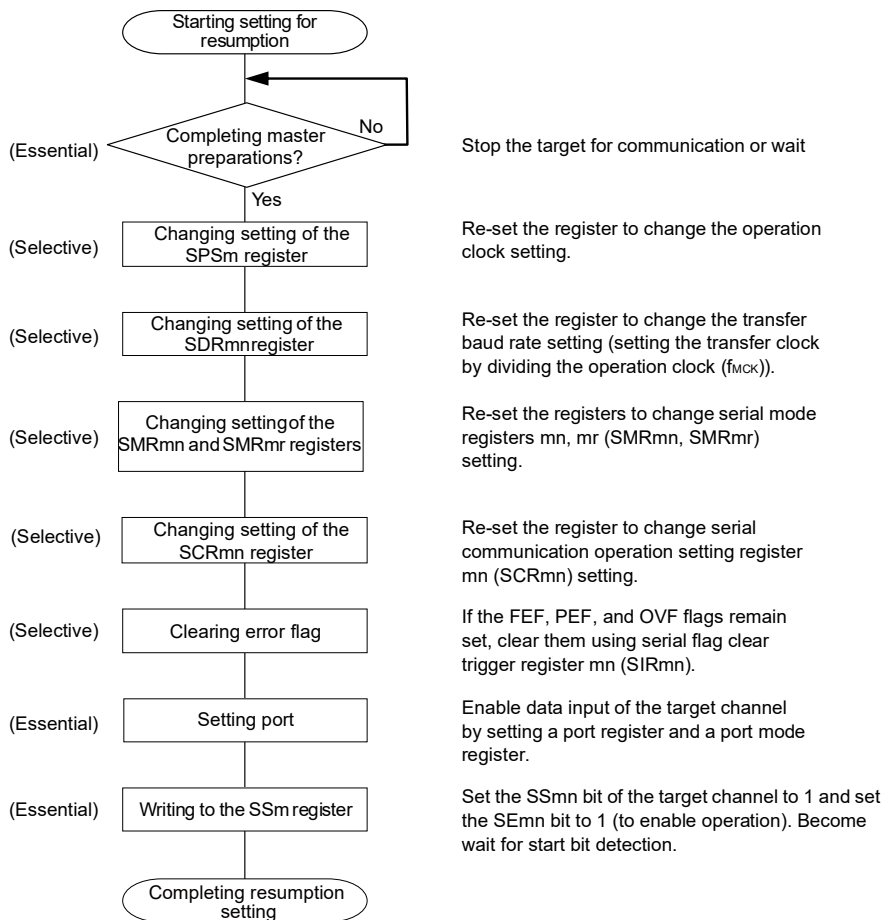 Starting setting for
resumption
(Essential)
Completing master
preparations?
No
Stop the target for communication or wait
Yes
(Selective)
Changing setting of the
SPSm register
Re-set the register to change the operation
clock setting.
(Selective)
Changing setting of the
SDRmn register
Re-set the register to change the transfer
baud rate setting (setting the transfer clock
by dividing the operation clock (fMCK)).
(Selective)
Changing setting of the
SMRmn and SMRmr registers
Re-set the registers to change serial mode
registers mn, mr (SMRmn, SMRmr)
setting.
(Selective)
Changing setting of the
SCRmn register
Re-set the register to change serial
communication operation setting register
mn (SCRmn) setting.
(Selective)
Clearing error flag
If the FEF, PEF, and OVF flags remain
set, clear them using serial flag clear
trigger register mn (SIRmn).
(Essential)
Setting port
Enable data input of the target channel
by setting a port register and a port mode
register.
(Essential)
Writing to the SSm register
Set the SSmn bit of the target channel to 1 and set
the SEmn bit to 1 (to enable operation). Become
wait for start bit detection.
Completing resumption
setting